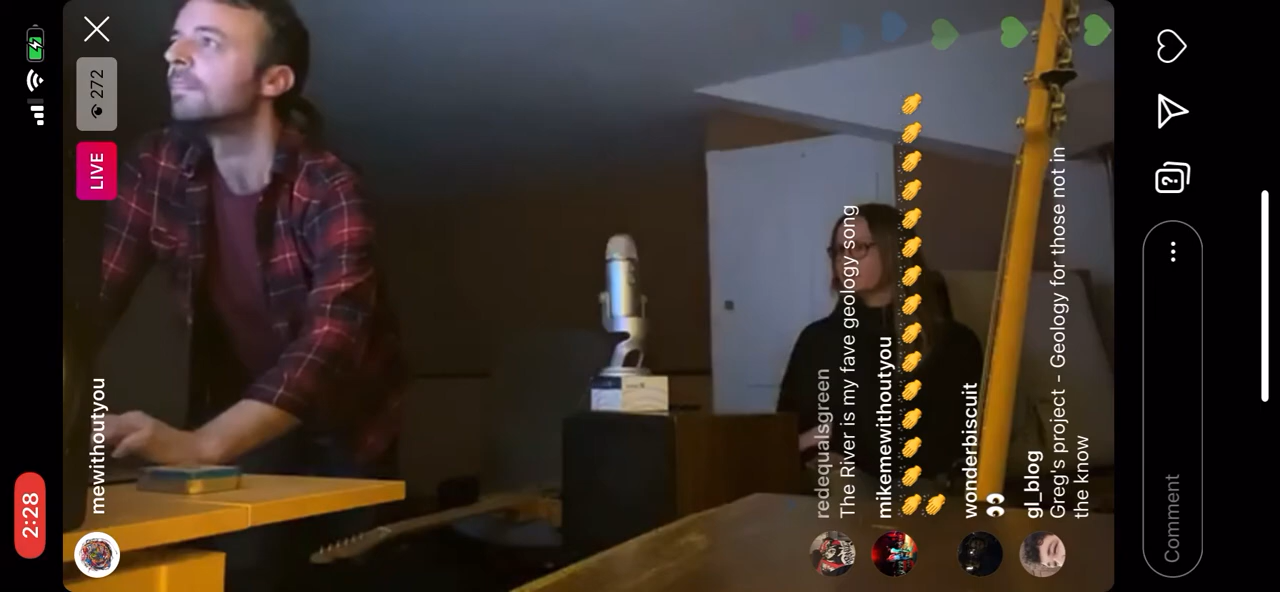 2:28
mewithoutyou
LIVE
272
redequalsgreen
The River is my fave geology song
mikemewithoutyou
👏👏👏👏👏👏👏👏👏👏👏👏👏👏👏
👏
wonderbiscuit
👀
gl_blog
Greg's project - Geology for those not in
the know
Comment